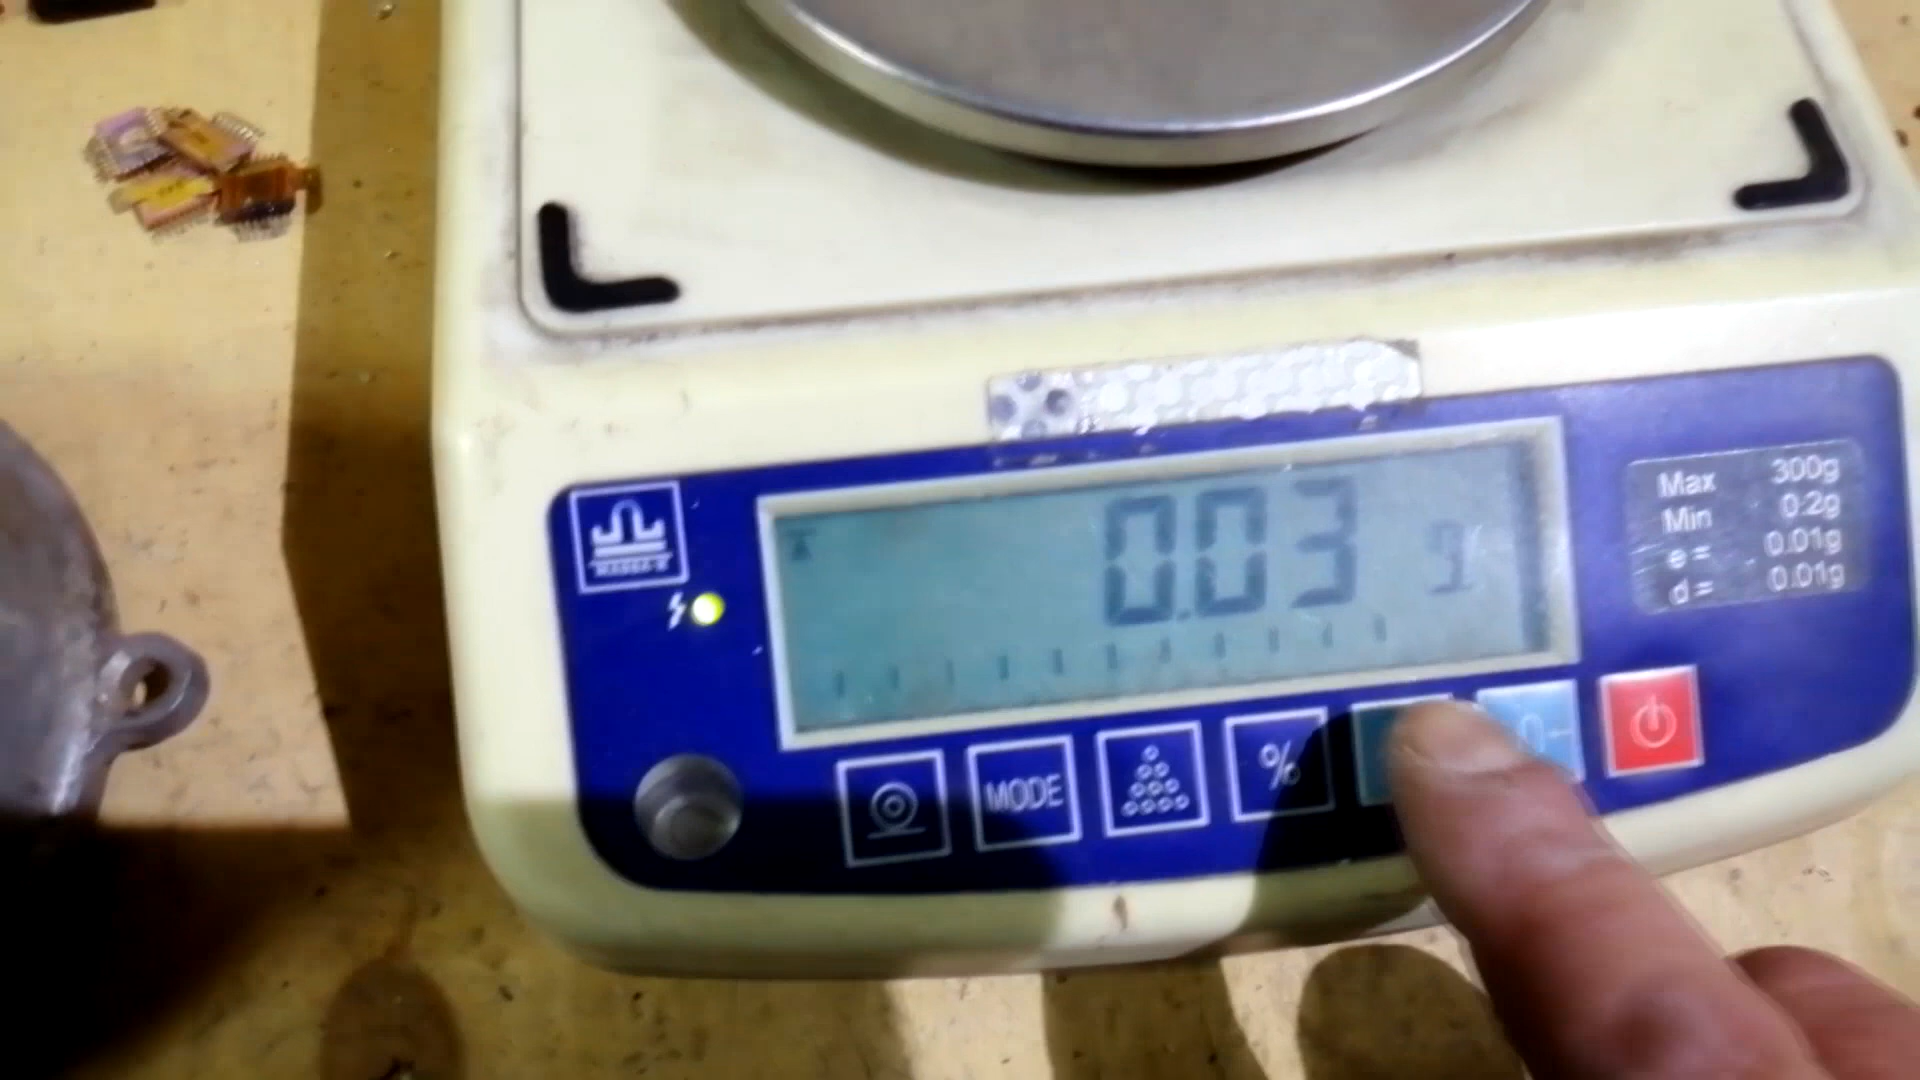 Max 300g
Min 0.2g
e = 0.01g
d = 0.01g
0.03 g
MODE
%